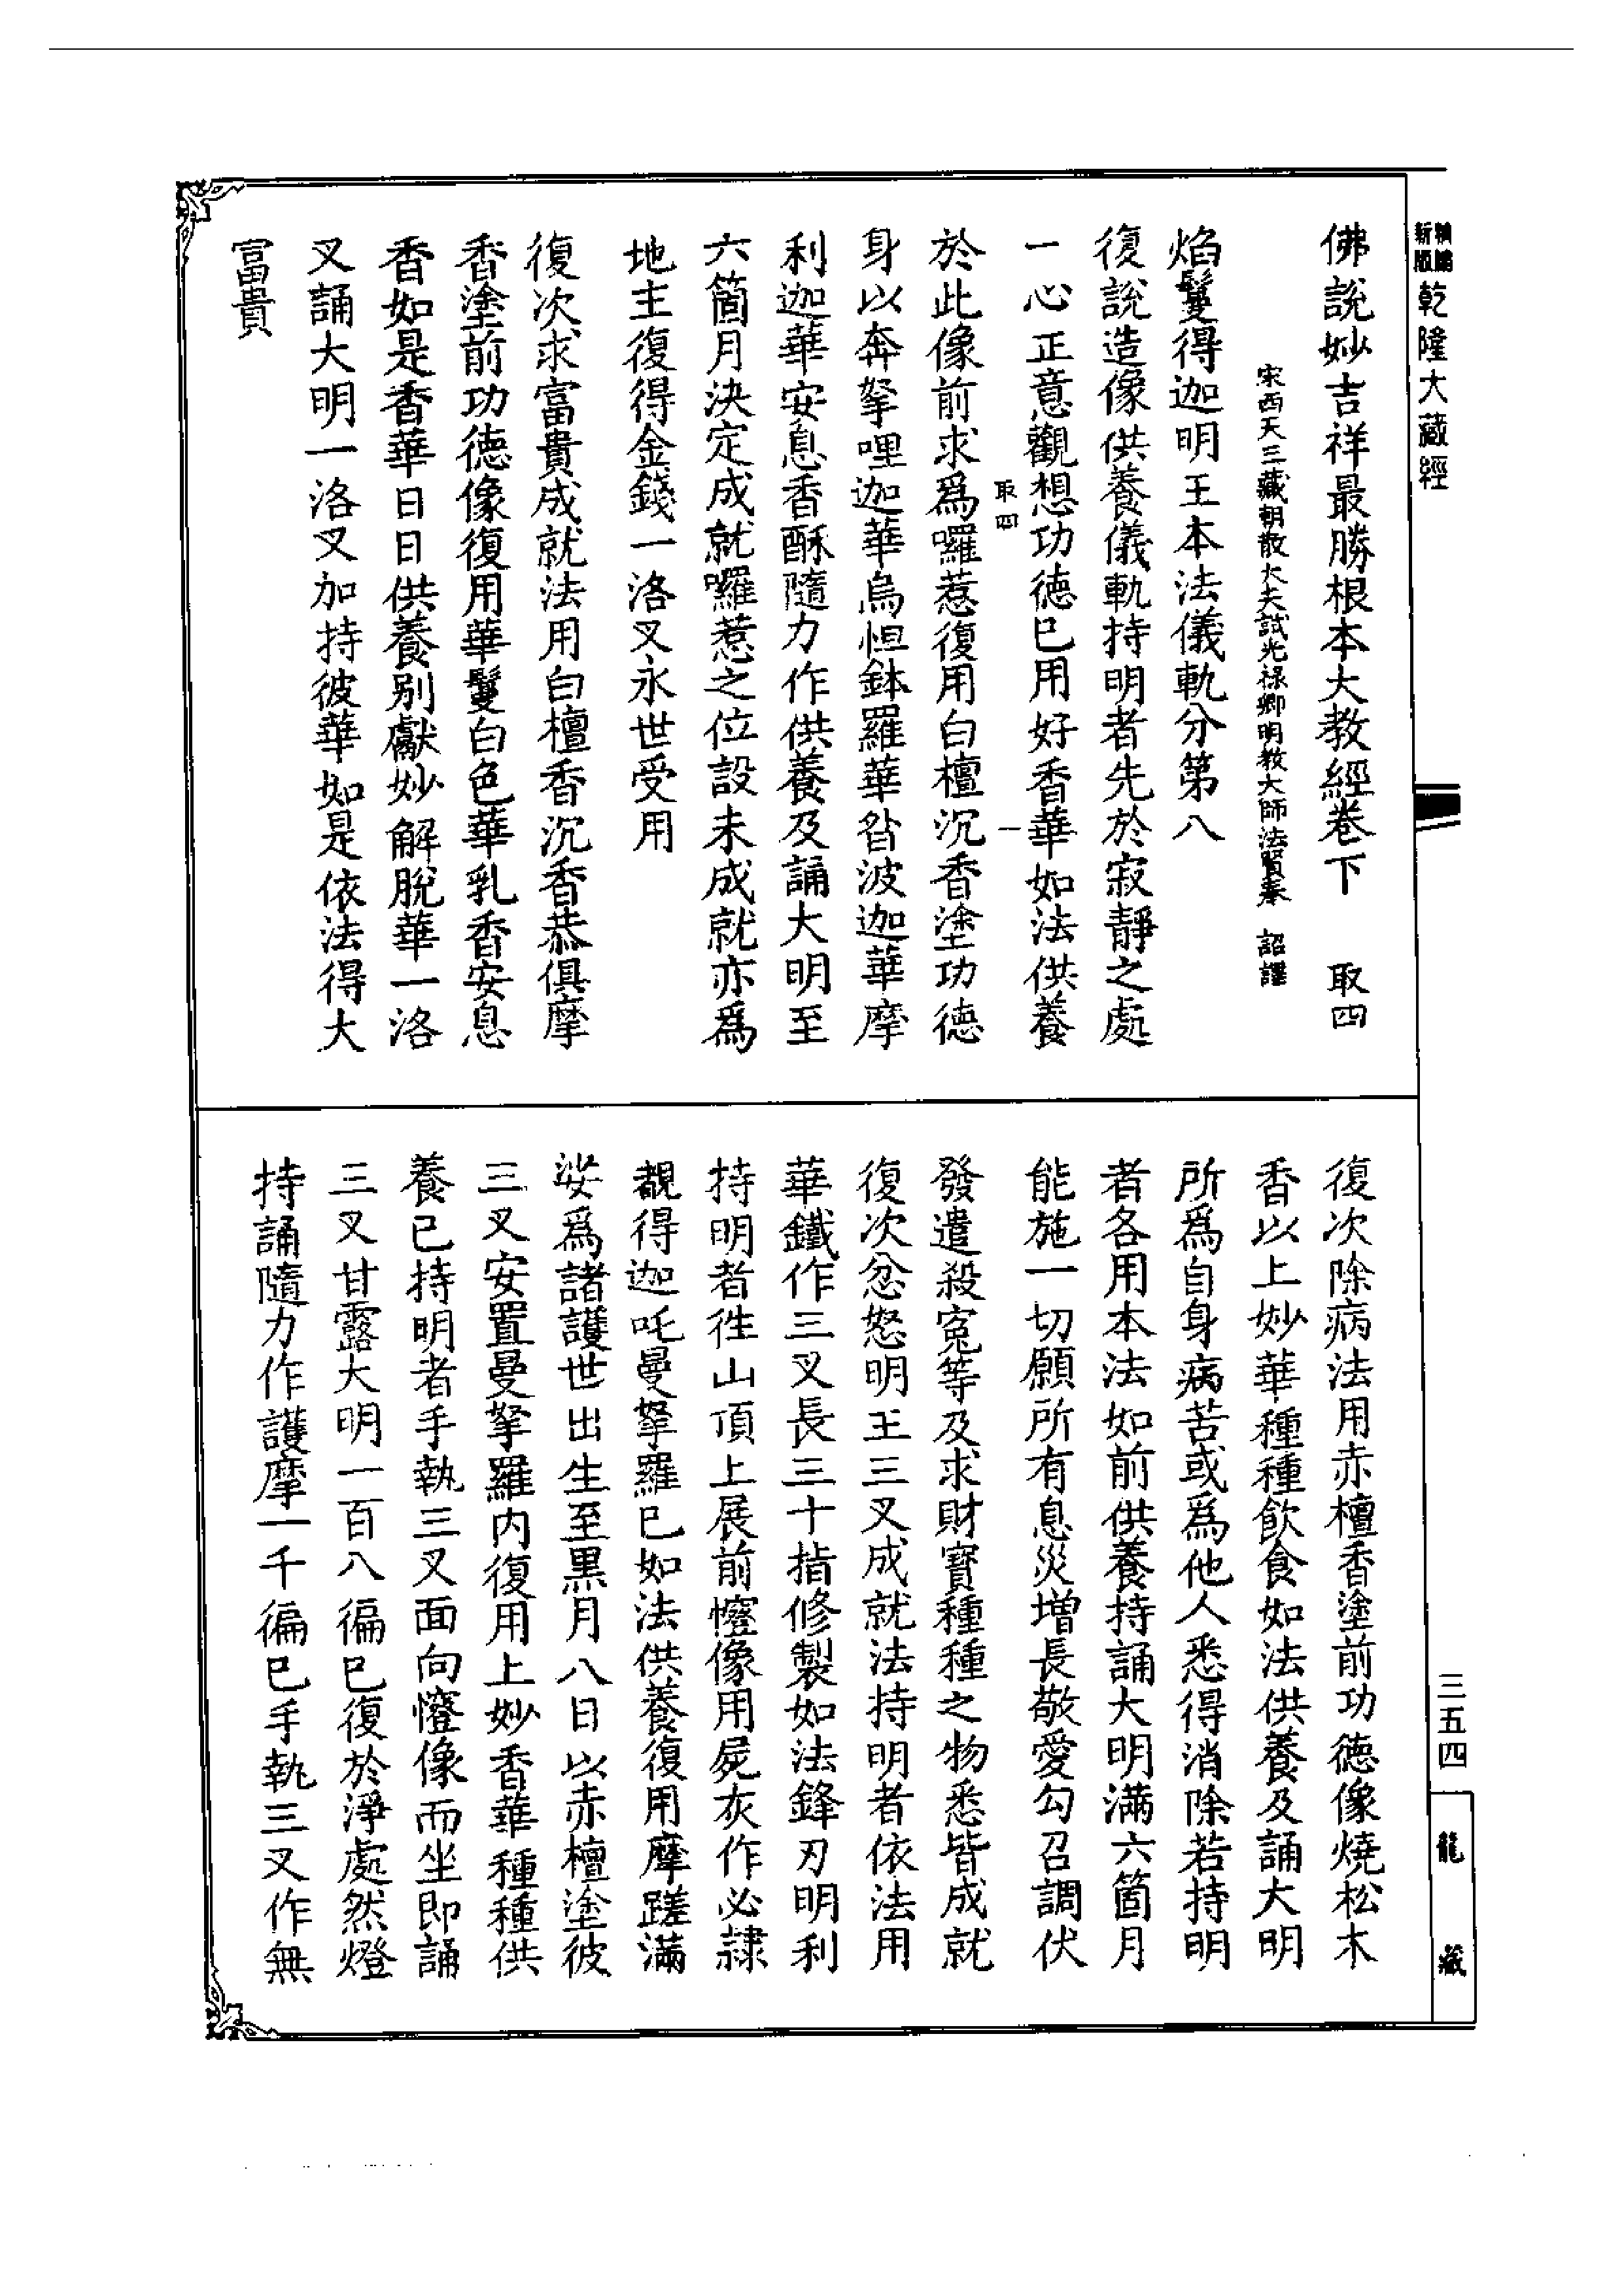 新編縮版乾隆大藏經
佛說妙吉祥最勝根本大教經卷下　取四
宋西天三藏朝散大夫試光祿卿明教大師法賢奉　詔譯
焰鬘得迦明王本法儀軌分第八
復說造像供養儀軌持明者先於寂靜之處
一心正意觀想功德已用好香華如法供養
取四　一
於此像前求爲囉惹復用白檀沉香塗功德
身以奔拏哩迦華烏怛鉢羅華呰波迦華摩
利迦華安息香酥隨力作供養及誦大明至
六箇月決定成就囉惹之位設未成就亦爲
地主復得金錢一洛叉永世受用
復次求富貴成就法用白檀香沉香恭俱摩
香塗前功德像復用華鬘白色華乳香安息
香如是香華日日供養別獻妙解脫華一洛
叉誦大明一洛叉加持彼華如是依法得大
富貴
復次除病法用赤檀香塗前功德像燒松木
香以上妙華種種飲食如法供養及誦大明
所爲自身病苦或爲他人悉得消除若持明
者各用本法如前供養持誦大明滿六箇月
能施一切願所有息災增長敬愛勾召調伏
發遣殺寃等及求財寶種種之物悉皆成就
復次忿怒明王三叉成就法持明者依法用
華鐵作三叉長三十指修製如法鋒刃明利
持明者徃山頂上展前㡧像用屍灰作必隷
覩得迦吒曼拏羅已如法供養復用摩蹉滿
娑爲諸護世出生至黑月八日以赤檀塗彼
三叉安置曼拏羅内復用上妙香華種種供
養已持明者手執三叉面向㡧像而坐即誦
三叉甘露大明一百八徧已復於淨處然燈
持誦隨力作護摩一千徧已手執三叉作無
三五四
龍　藏